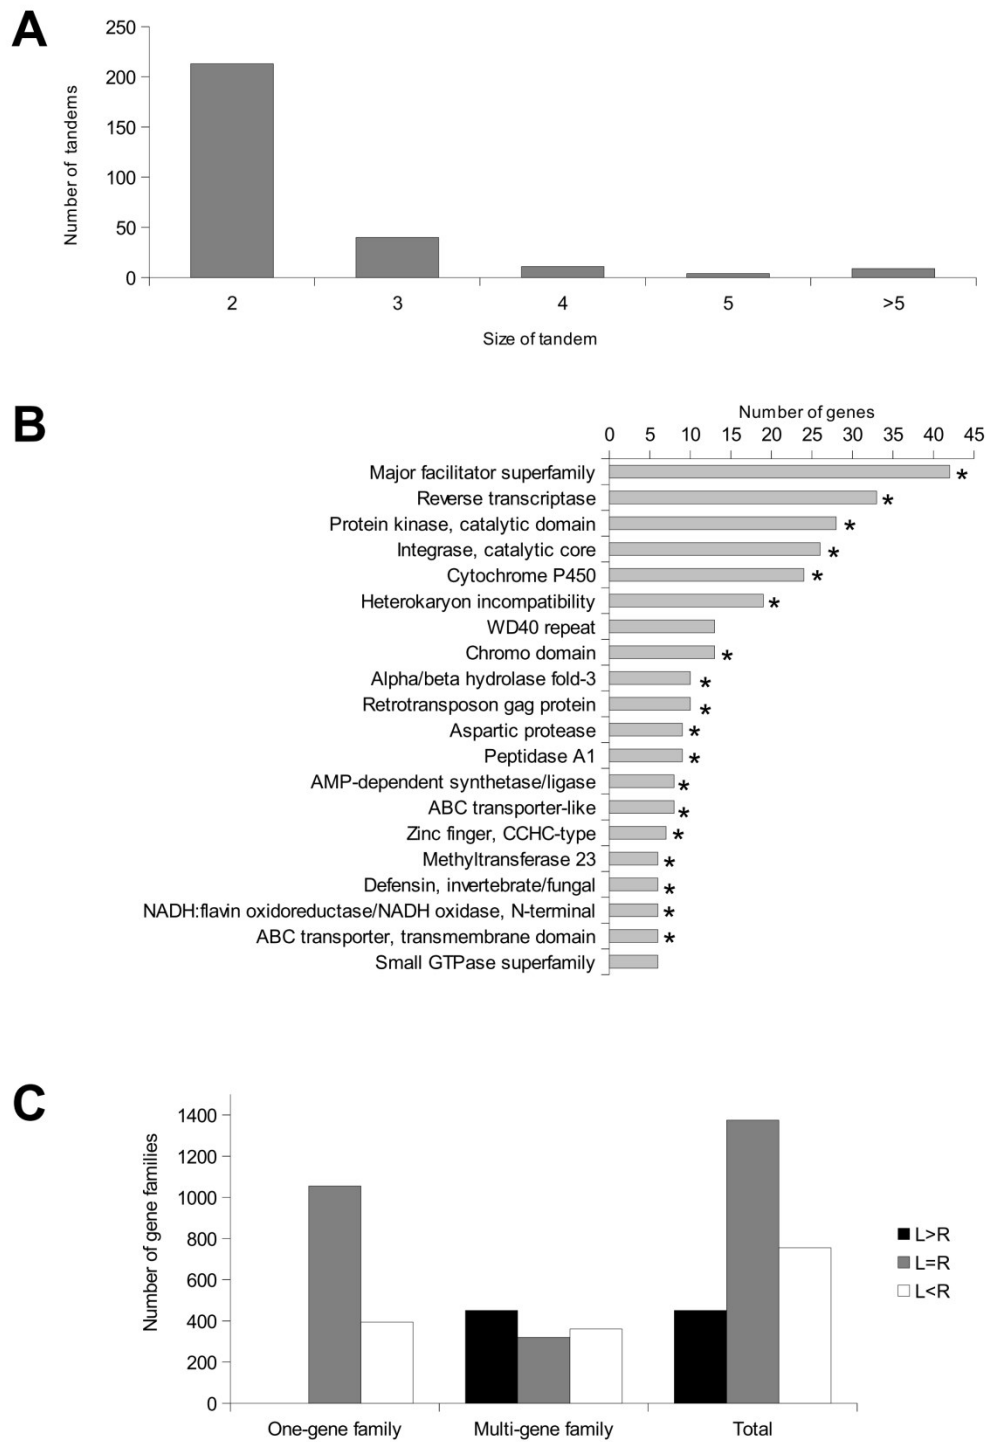 A
Number of tandems
250
200
150
100
50
0
2 3 4 5 >5
Size of tandem
B
Number of genes
0 5 10 15 20 25 30 35 40 45
Major facilitator superfamily *
Reverse transcriptase *
Protein kinase, catalytic domain *
Integrase, catalytic core *
Cytochrome P450 *
Heterokaryon incompatibility *
WD40 repeat
Chromo domain *
Alpha/beta hydrolase fold-3 *
Retrotransposon gag protein *
Aspartic protease *
Peptidase A1 *
AMP-dependent synthetase/ligase *
ABC transporter-like *
Zinc finger, CCHC-type *
Methyltransferase 23 *
Defensin, invertebrate/fungal *
NADH:flavin oxidoreductase/NADH oxidase, N-terminal *
ABC transporter, transmembrane domain *
Small GTPase superfamily
C
Number of gene families
1400
1200
1000
800
600
400
200
0
One-gene family Multi-gene family Total
L>R
L=R
L<R